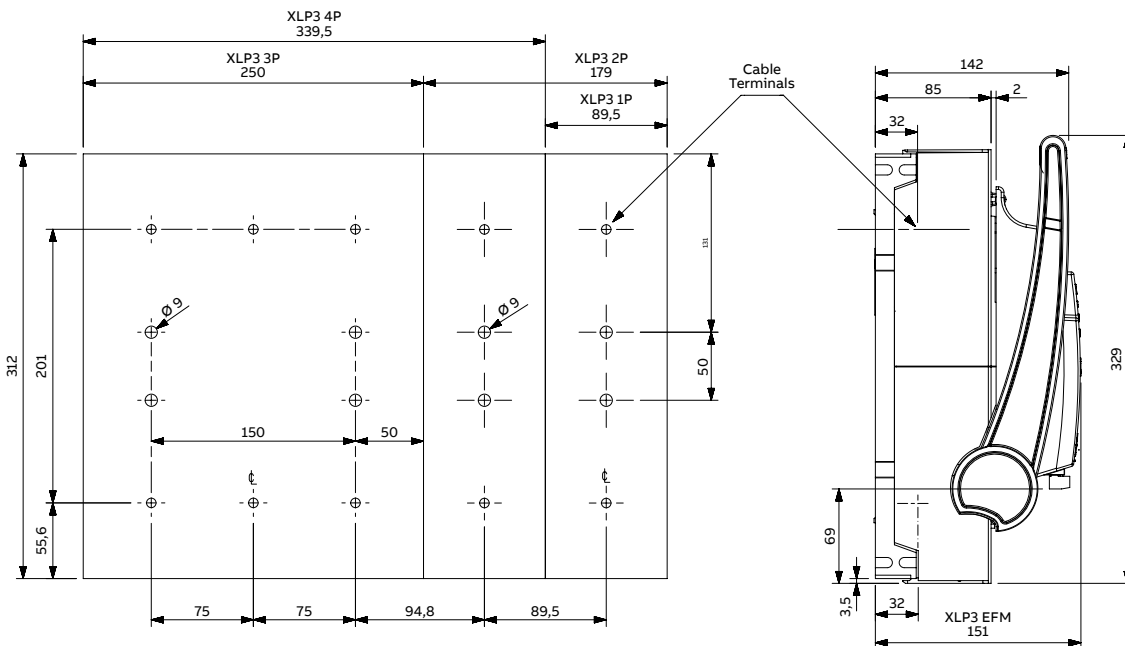 XLP3 4P
339,5
XLP3 3P
250
XLP3 2P
179
XLP3 1P
89,5
Cable
Terminals
142
85
2
32
131
Ø 9
Ø 9
312
201
50
329
150
50
℄
℄
55,6
69
3,5
75
75
94,8
89,5
32
XLP3 EFM
151